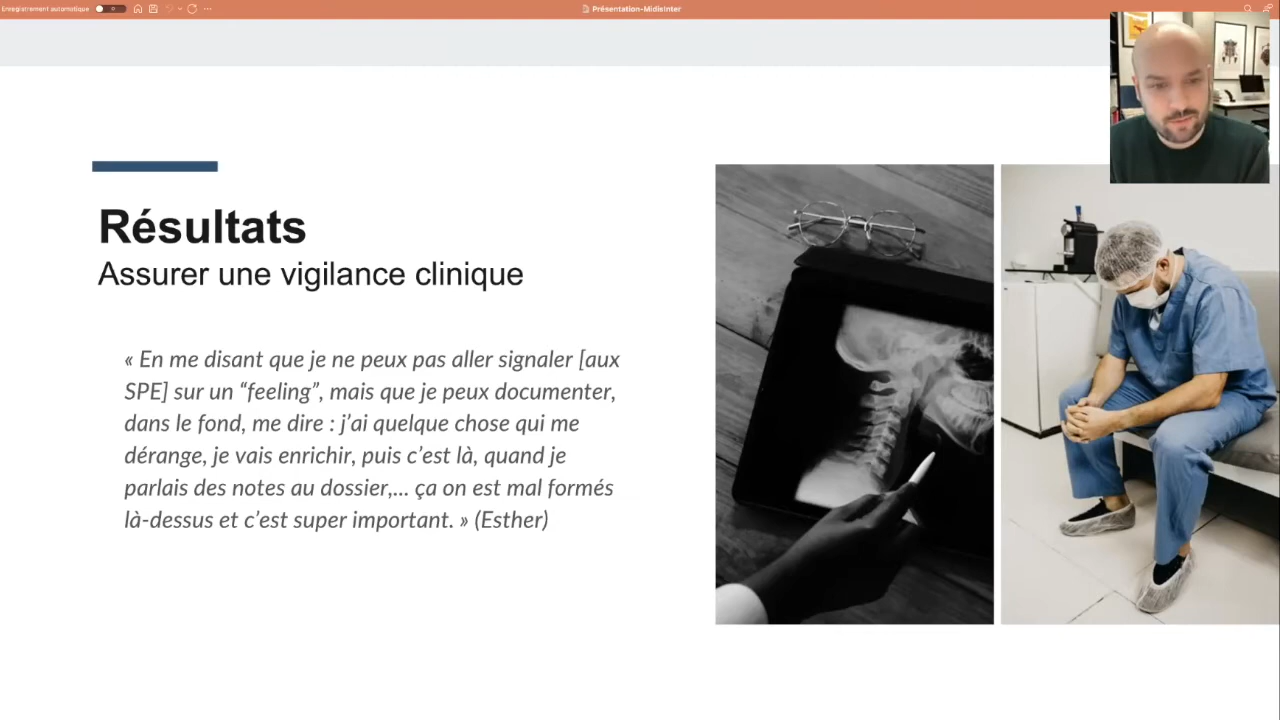 Enregistrement automatique
Présentation-MidisInter
Résultats
Assurer une vigilance clinique
« En me disant que je ne peux pas aller signaler [aux
SPE] sur un “feeling”, mais que je peux documenter,
dans le fond, me dire : j’ai quelque chose qui me
dérange, je vais enrichir, puis c’est là, quand je
parlais des notes au dossier,... ça on est mal formés
là-dessus et c’est super important. » (Esther)